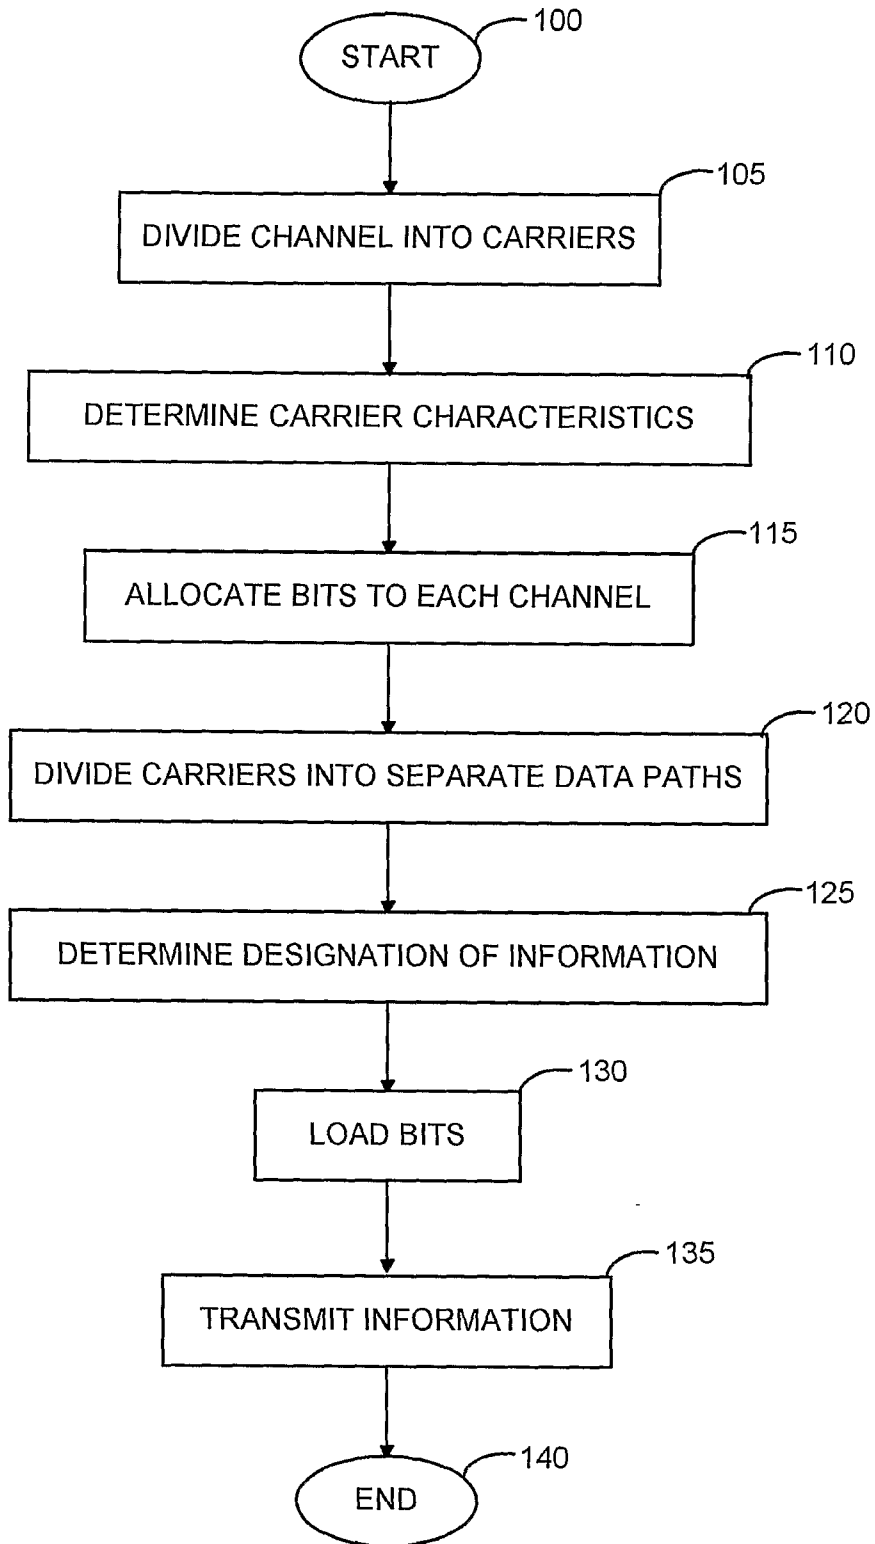 100
START
105
DIVIDE CHANNEL INTO CARRIERS
110
DETERMINE CARRIER CHARACTERISTICS
115
ALLOCATE BITS TO EACH CHANNEL
120
DIVIDE CARRIERS INTO SEPARATE DATA PATHS
125
DETERMINE DESIGNATION OF INFORMATION
130
LOAD BITS
135
TRANSMIT INFORMATION
140
END